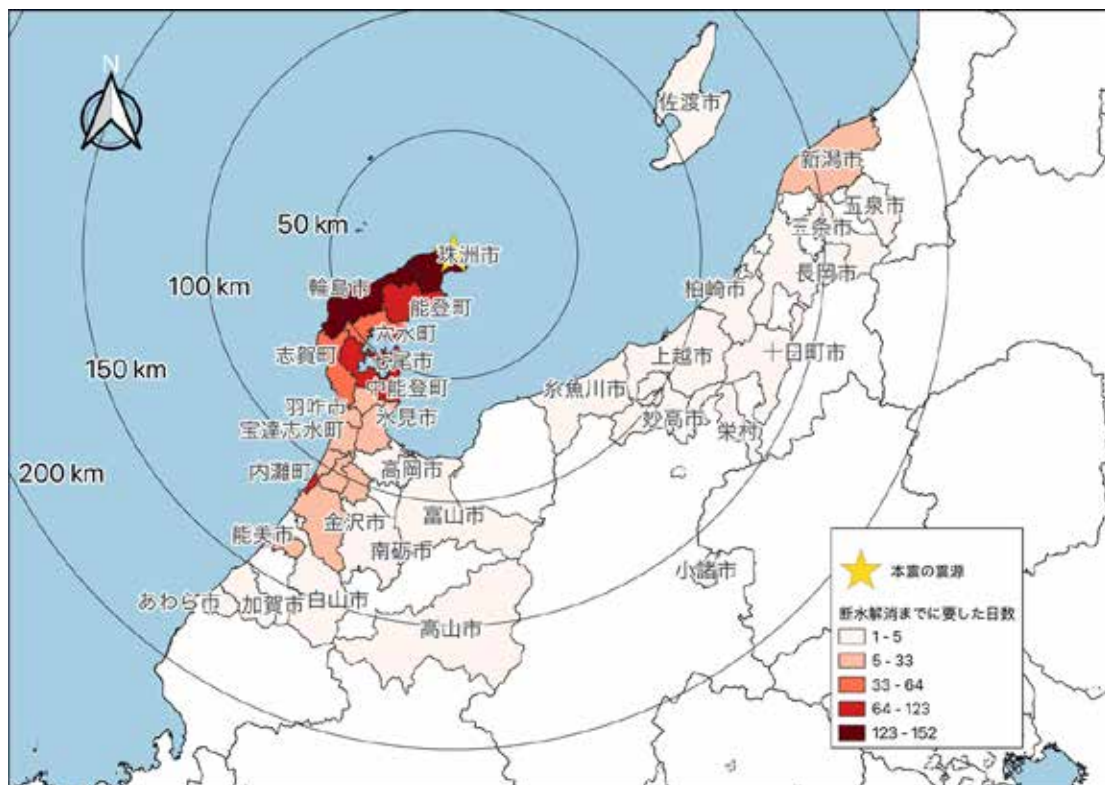 N
佐渡市
新潟市
五泉市
三条市
50 km
珠洲市
長岡市
輪島市
柏崎市
100 km
能登町
穴水町
志賀町
七尾市
上越市
十日町市
150 km
中能登町
糸魚川市
羽咋市
氷見市
妙高市
栄村
宝達志水町
内灘町
高岡市
200 km
富山市
金沢市
能美市
南砺市
小諸市
本震の震源
あわら市
加賀市
白山市
断水解消までに要した日数
高山市
1 - 5
5 - 33
33 - 64
64 - 123
123 - 152